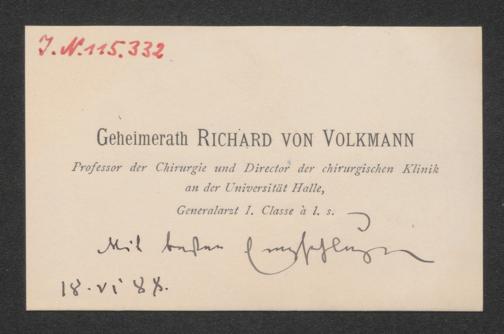 J.N. 115.332
Geheimerath RICHARD VON VOLKMANN
Professor der Chirurgie und Director der chirurgischen Klinik
an der Universität Halle,
Generalarzt I. Classe à l. s.
Mit besten Empfehlungen
18. VI 88.